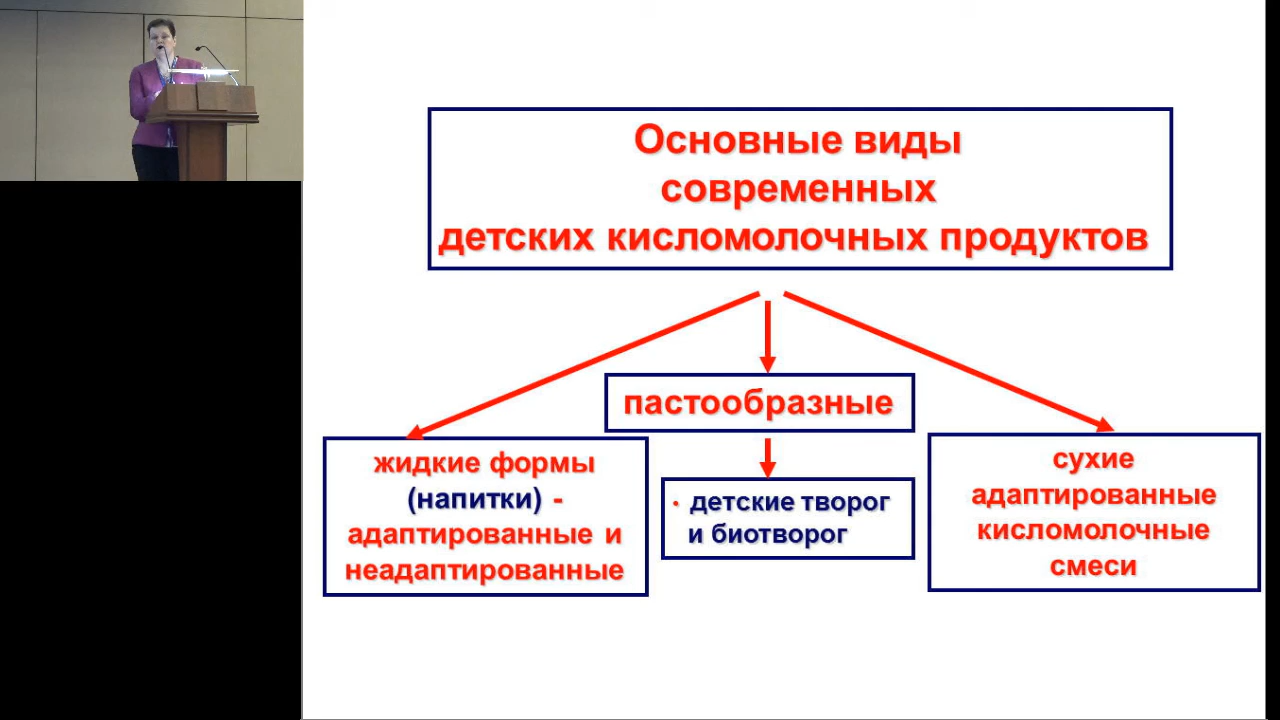 Основные виды
современных
детских кисломолочных продуктов
пастообразные
жидкие формы
(напитки) -
адаптированные и
неадаптированные
· детские творог
и биотворог
сухие
адаптированные
кисломолочные
смеси